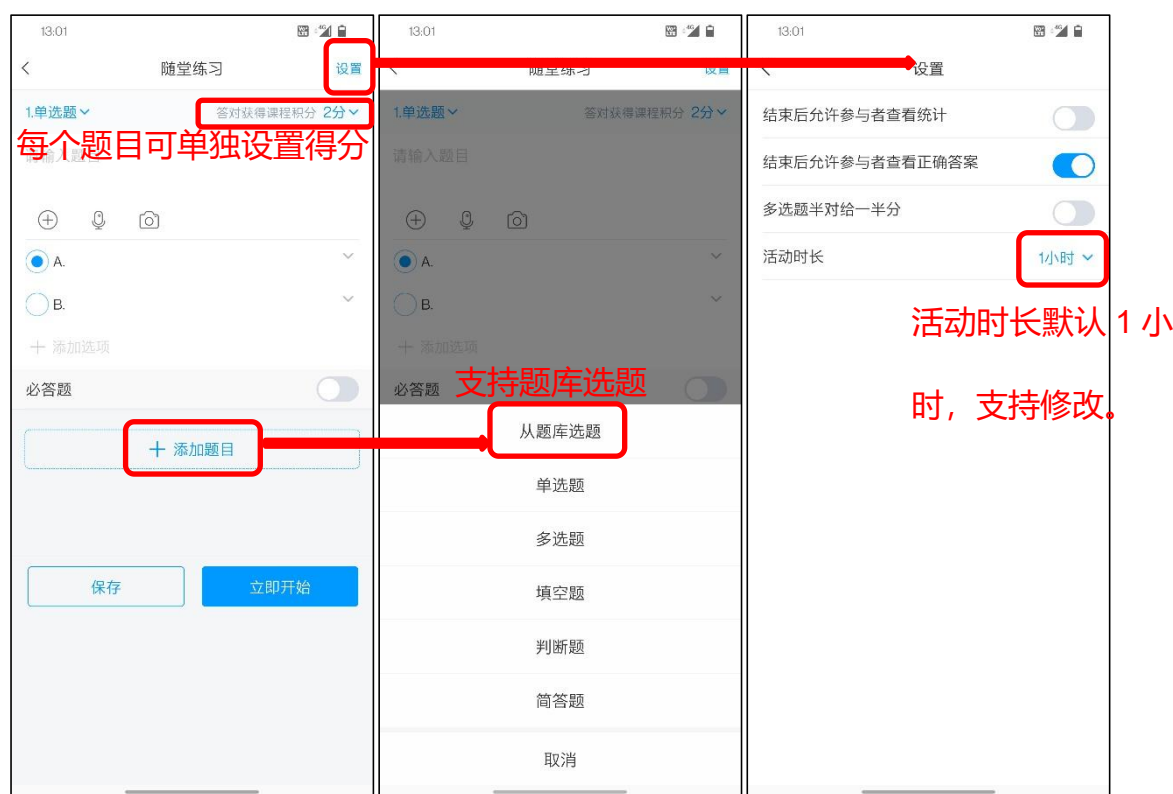 13:01
随堂练习
设置
1.单选题
答对获得课程积分 2分
每个题目可单独设置得分
请输入题目
A.
B.
添加选项
必答题
添加题目
保存
立即开始
13:01
随堂练习
设置
1.单选题
答对获得课程积分 2分
请输入题目
A.
B.
添加选项
必答题
支持题库选题
从题库选题
单选题
多选题
填空题
判断题
简答题
取消
13:01
设置
结束后允许参与者查看统计
结束后允许参与者查看正确答案
多选题半对给一半分
活动时长
1小时
活动时长默认 1 小
时，支持修改。